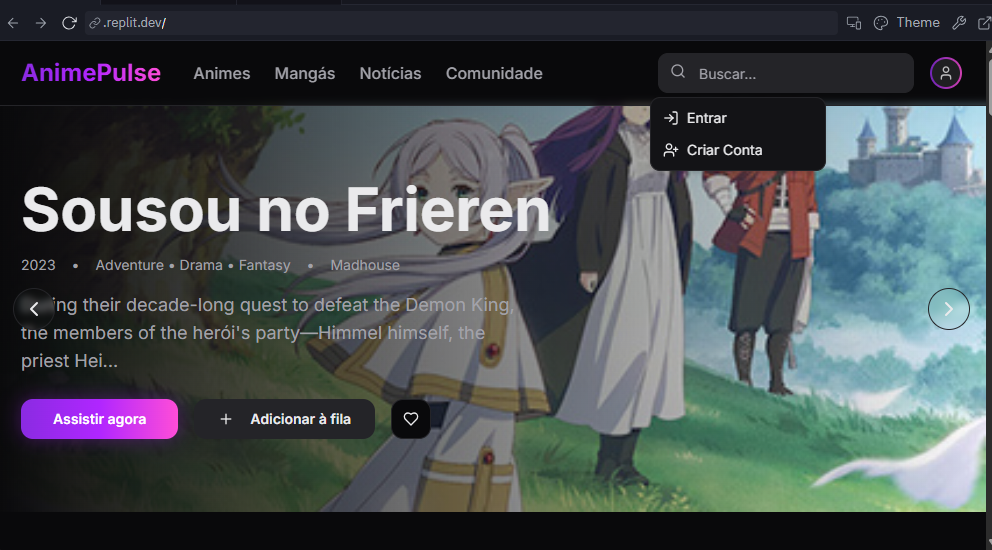 .replit.dev/
Theme
AnimePulse
Animes
Mangás
Notícias
Comunidade
Buscar...
Entrar
Criar Conta
Sousou no Frieren
2023 • Adventure • Drama • Fantasy • Madhouse
ing their decade-long quest to defeat the Demon King,
the members of the herói's party—Himmel himself, the
priest Hei...
Assistir agora
+ Adicionar à fila